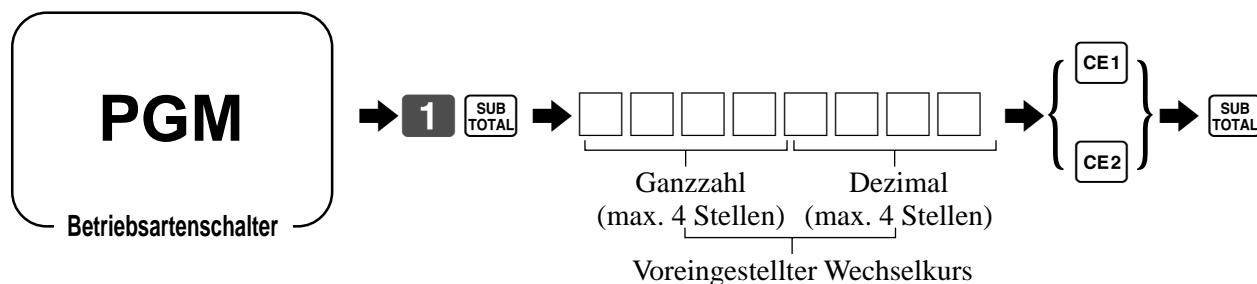 PGM
Betriebsartenschalter
1
SUB
TOTAL
Ganzzahl
(max. 4 Stellen)
Dezimal
(max. 4 Stellen)
Voreingestellter Wechselkurs
CE1
CE2
SUB
TOTAL